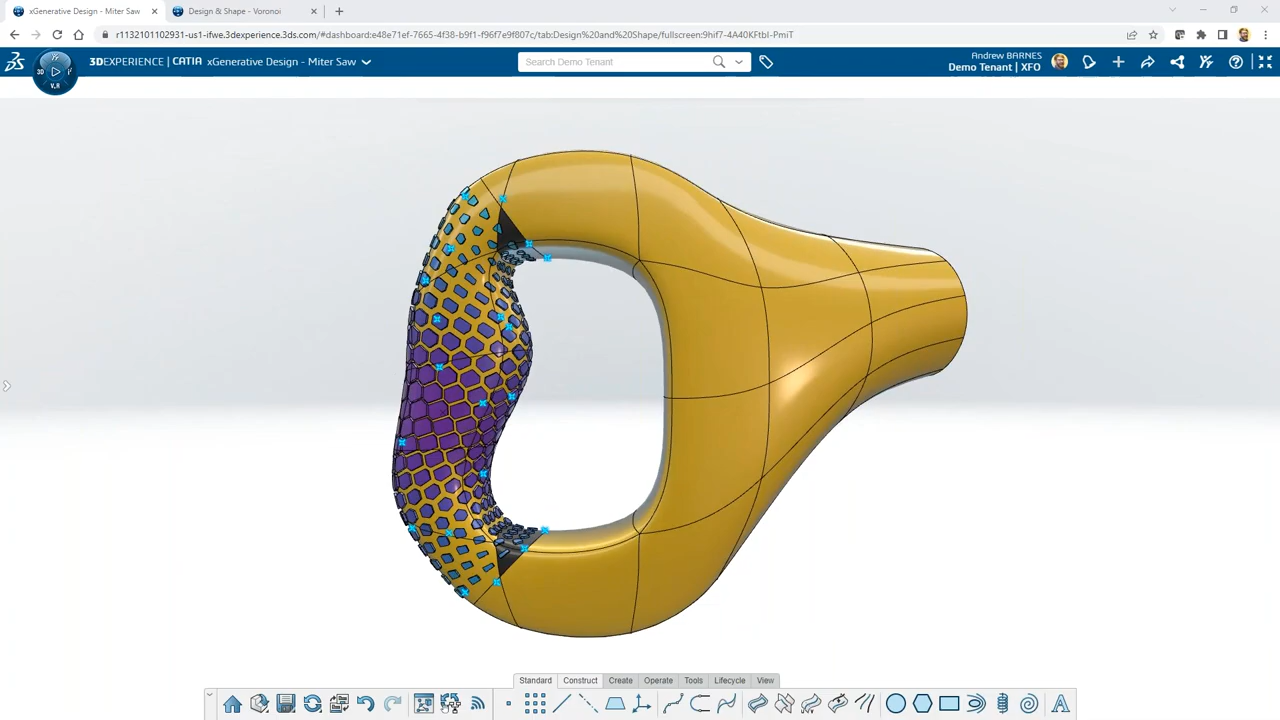 xGenerative Design - Miter Saw
Design & Shape - Voronoi
r1132101102931-us1-ifwe.3dexperience.3ds.com/#dashboard:e48e71ef-7665-4f38-b9f1-f96f7e9f807c/tab:Design%20and%20Shape/fullscreen:9hif7-4A40KFtbI-PmiT
3DEXPERIENCE | CATIA xGenerative Design - Miter Saw
Search Demo Tenant
Andrew BARNES
Demo Tenant | XFO
3D
V.R
Standard Construct Create Operate Tools Lifecycle View